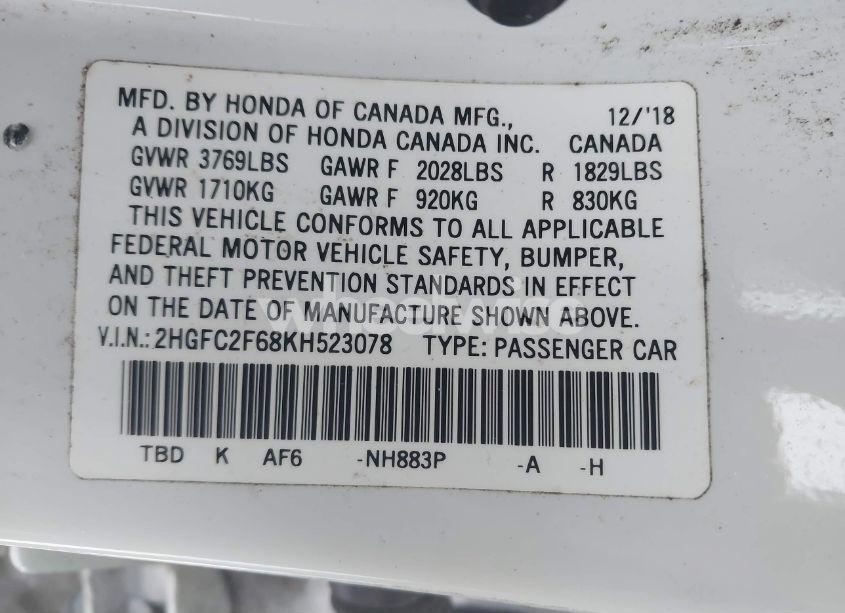 MFD. BY HONDA OF CANADA MFG., 12/'18
A DIVISION OF HONDA CANADA INC. CANADA
GVWR 3769LBS GAWR F 2028LBS R 1829LBS
GVWR 1710KG GAWR F 920KG R 830KG
THIS VEHICLE CONFORMS TO ALL APPLICABLE
FEDERAL MOTOR VEHICLE SAFETY, BUMPER,
AND THEFT PREVENTION STANDARDS IN EFFECT
ON THE DATE OF MANUFACTURE SHOWN ABOVE.
V.I.N.: 2HGFC2F68KH523078 TYPE: PASSENGER CAR
TBD K AF6 -NH883P -A -H